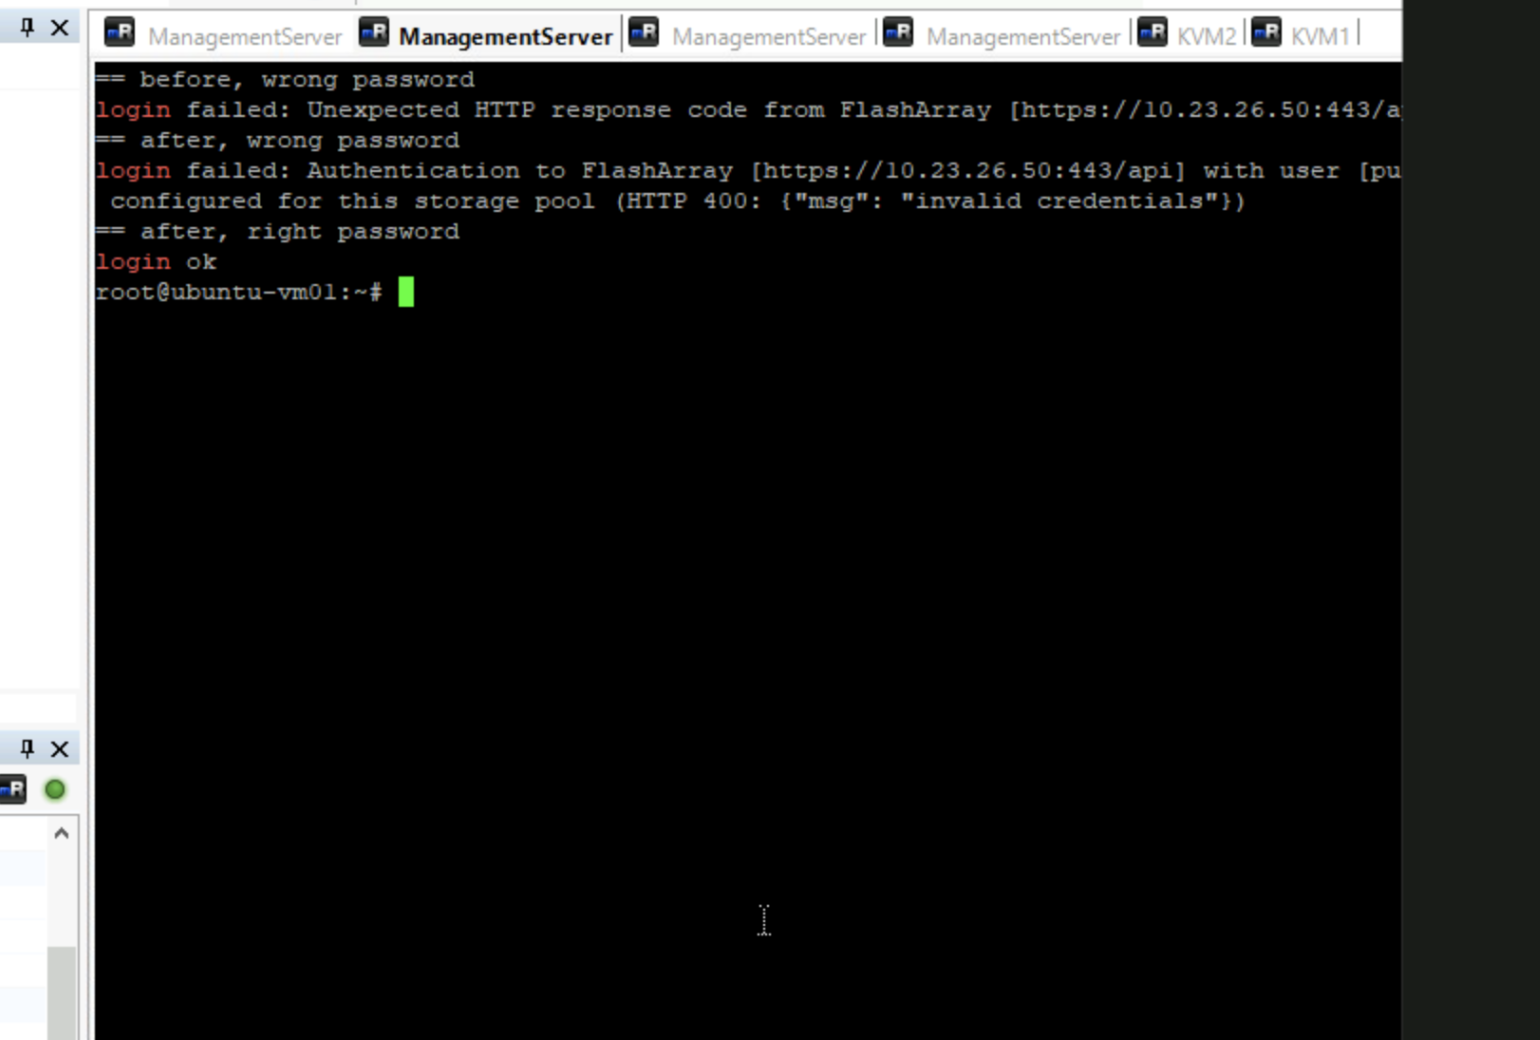 ManagementServer ManagementServer ManagementServer ManagementServer KVM2 KVM1
== before, wrong password
login failed: Unexpected HTTP response code from FlashArray [https://10.23.26.50:443/a
== after, wrong password
login failed: Authentication to FlashArray [https://10.23.26.50:443/api] with user [pu
configured for this storage pool (HTTP 400: {"msg": "invalid credentials"})
== after, right password
login ok
root@ubuntu-vm01:~#